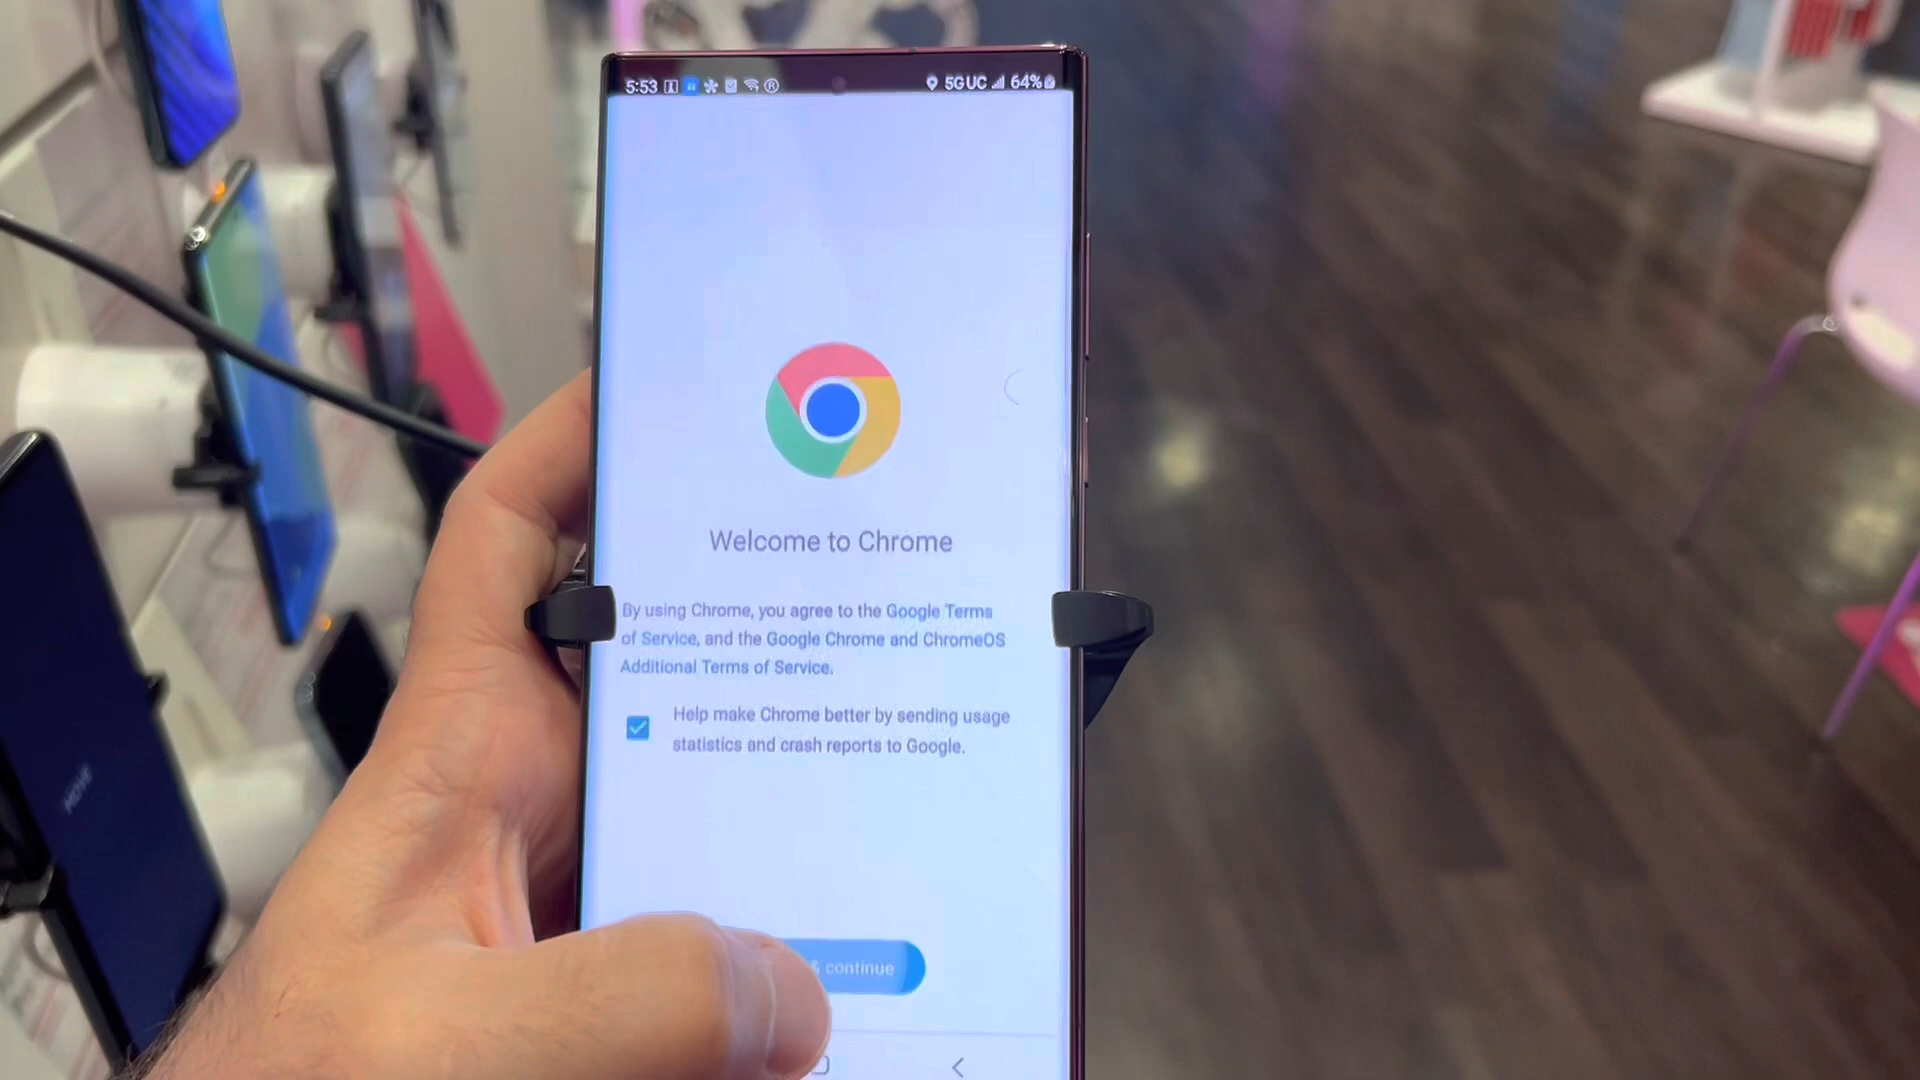 5:53 5G UC 64%
Welcome to Chrome
By using Chrome, you agree to the Google Terms
of Service, and the Google Chrome and ChromeOS
Additional Terms of Service.
Help make Chrome better by sending usage
statistics and crash reports to Google.
& continue